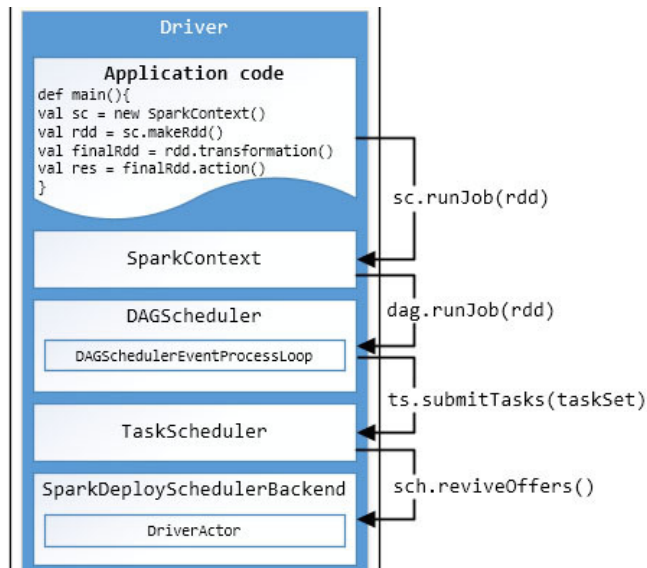 Driver
Application code
def main(){
val sc = new SparkContext()
val rdd = sc.makeRdd()
val finalRdd = rdd.transformation()
val res = finalRdd.action()
}
sc.runJob(rdd)
SparkContext
dag.runJob(rdd)
DAGScheduler
DAGSchedulerEventProcessLoop
ts.submitTasks(taskSet)
TaskScheduler
sch.reviveOffers()
SparkDeploySchedulerBackend
DriverActor